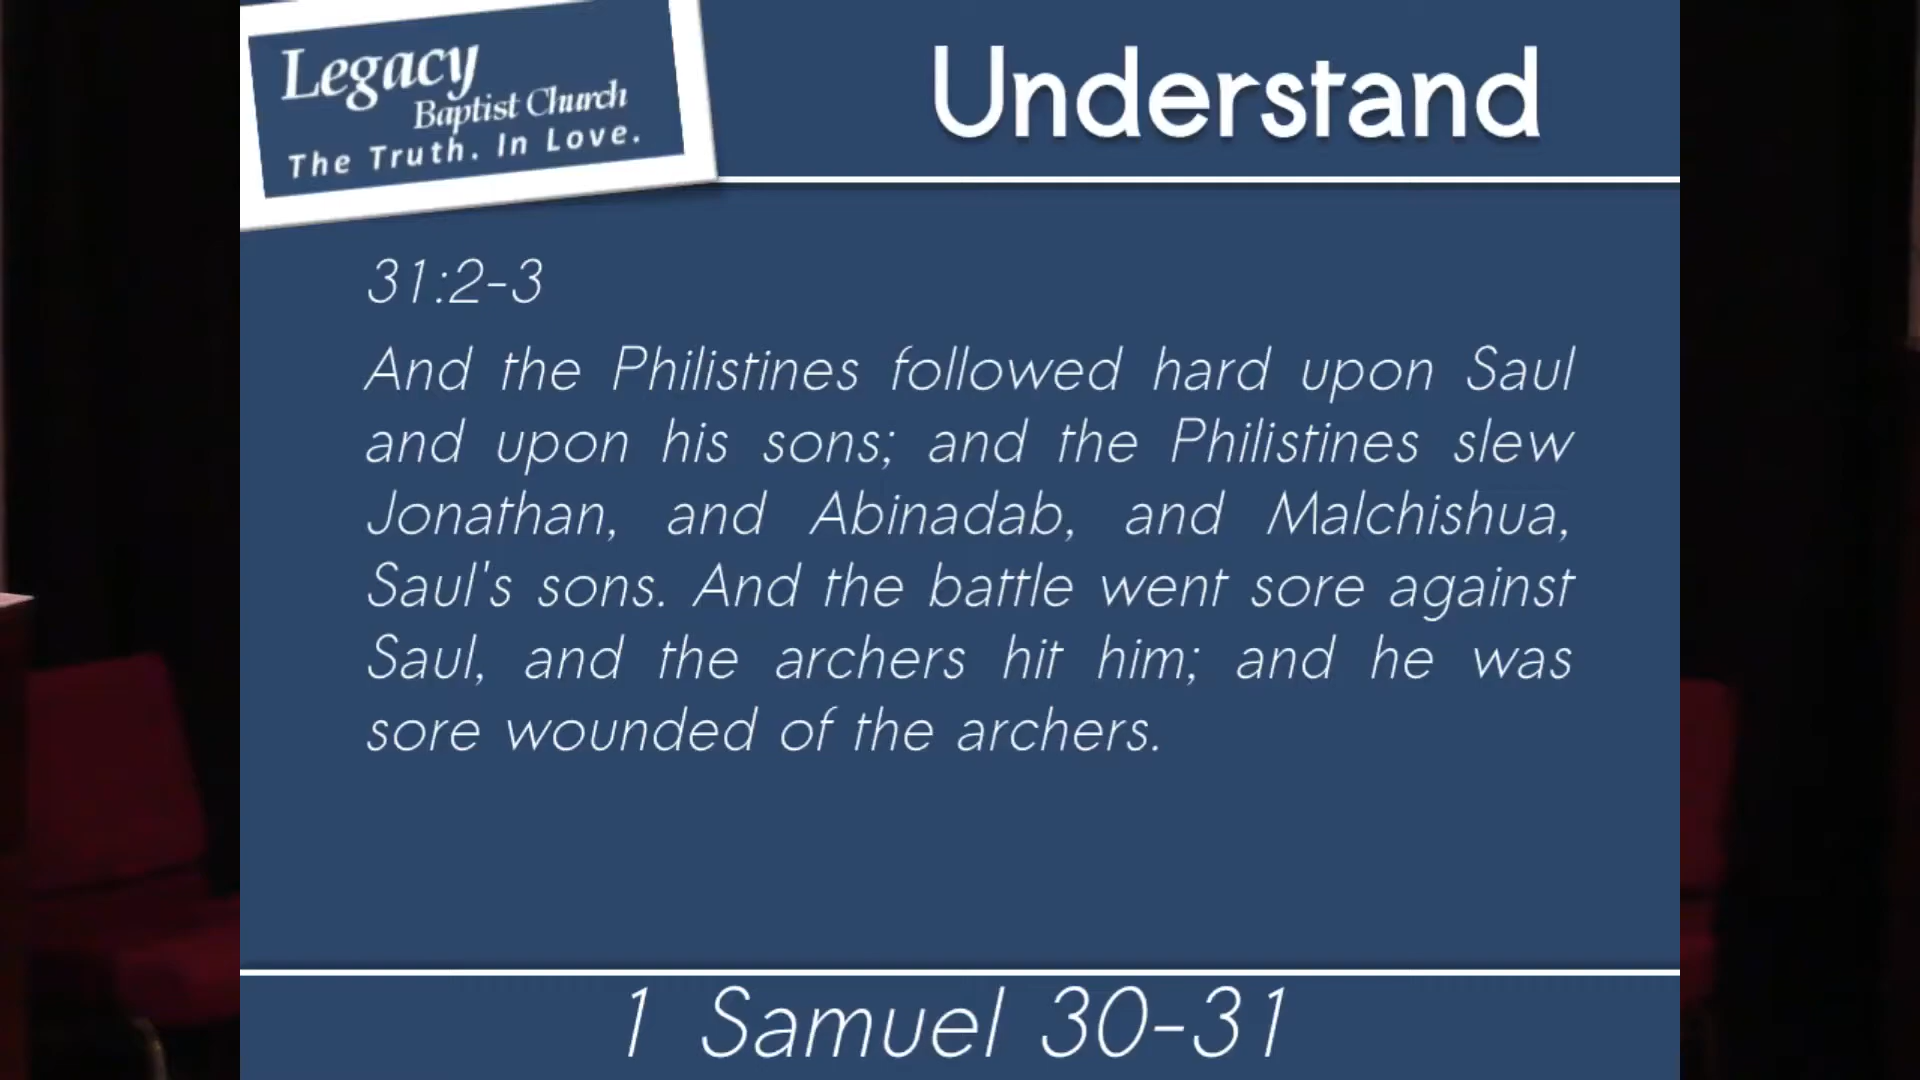 Legacy
Baptist Church
The Truth. In Love.
Understand
31:2-3
And the Philistines followed hard upon Saul
and upon his sons; and the Philistines slew
Jonathan, and Abinadab, and Malchishua,
Saul's sons. And the battle went sore against
Saul, and the archers hit him; and he was
sore wounded of the archers.
1 Samuel 30-31